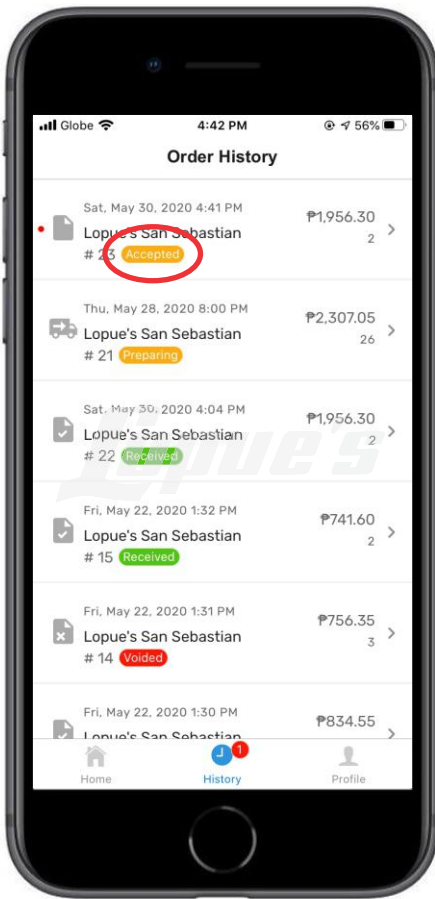 Globe 4:42 PM 56%
Order History
Sat, May 30, 2020 4:41 PM
Lopue's San Sebastian ₱1,956.30
# 23 Accepted 2
Thu, May 28, 2020 8:00 PM
Lopue's San Sebastian ₱2,307.05
# 21 Preparing 26
Sat, May 30, 2020 4:04 PM
Lopue's San Sebastian ₱1,956.30
# 22 Received 2
Lopue's
Fri, May 22, 2020 1:32 PM
Lopue's San Sebastian ₱741.60
# 15 Received 2
Fri, May 22, 2020 1:31 PM
Lopue's San Sebastian ₱756.35
# 14 Voided 3
Fri, May 22, 2020 1:30 PM
Lopue's San Sebastian ₱834.55
1
Home History Profile